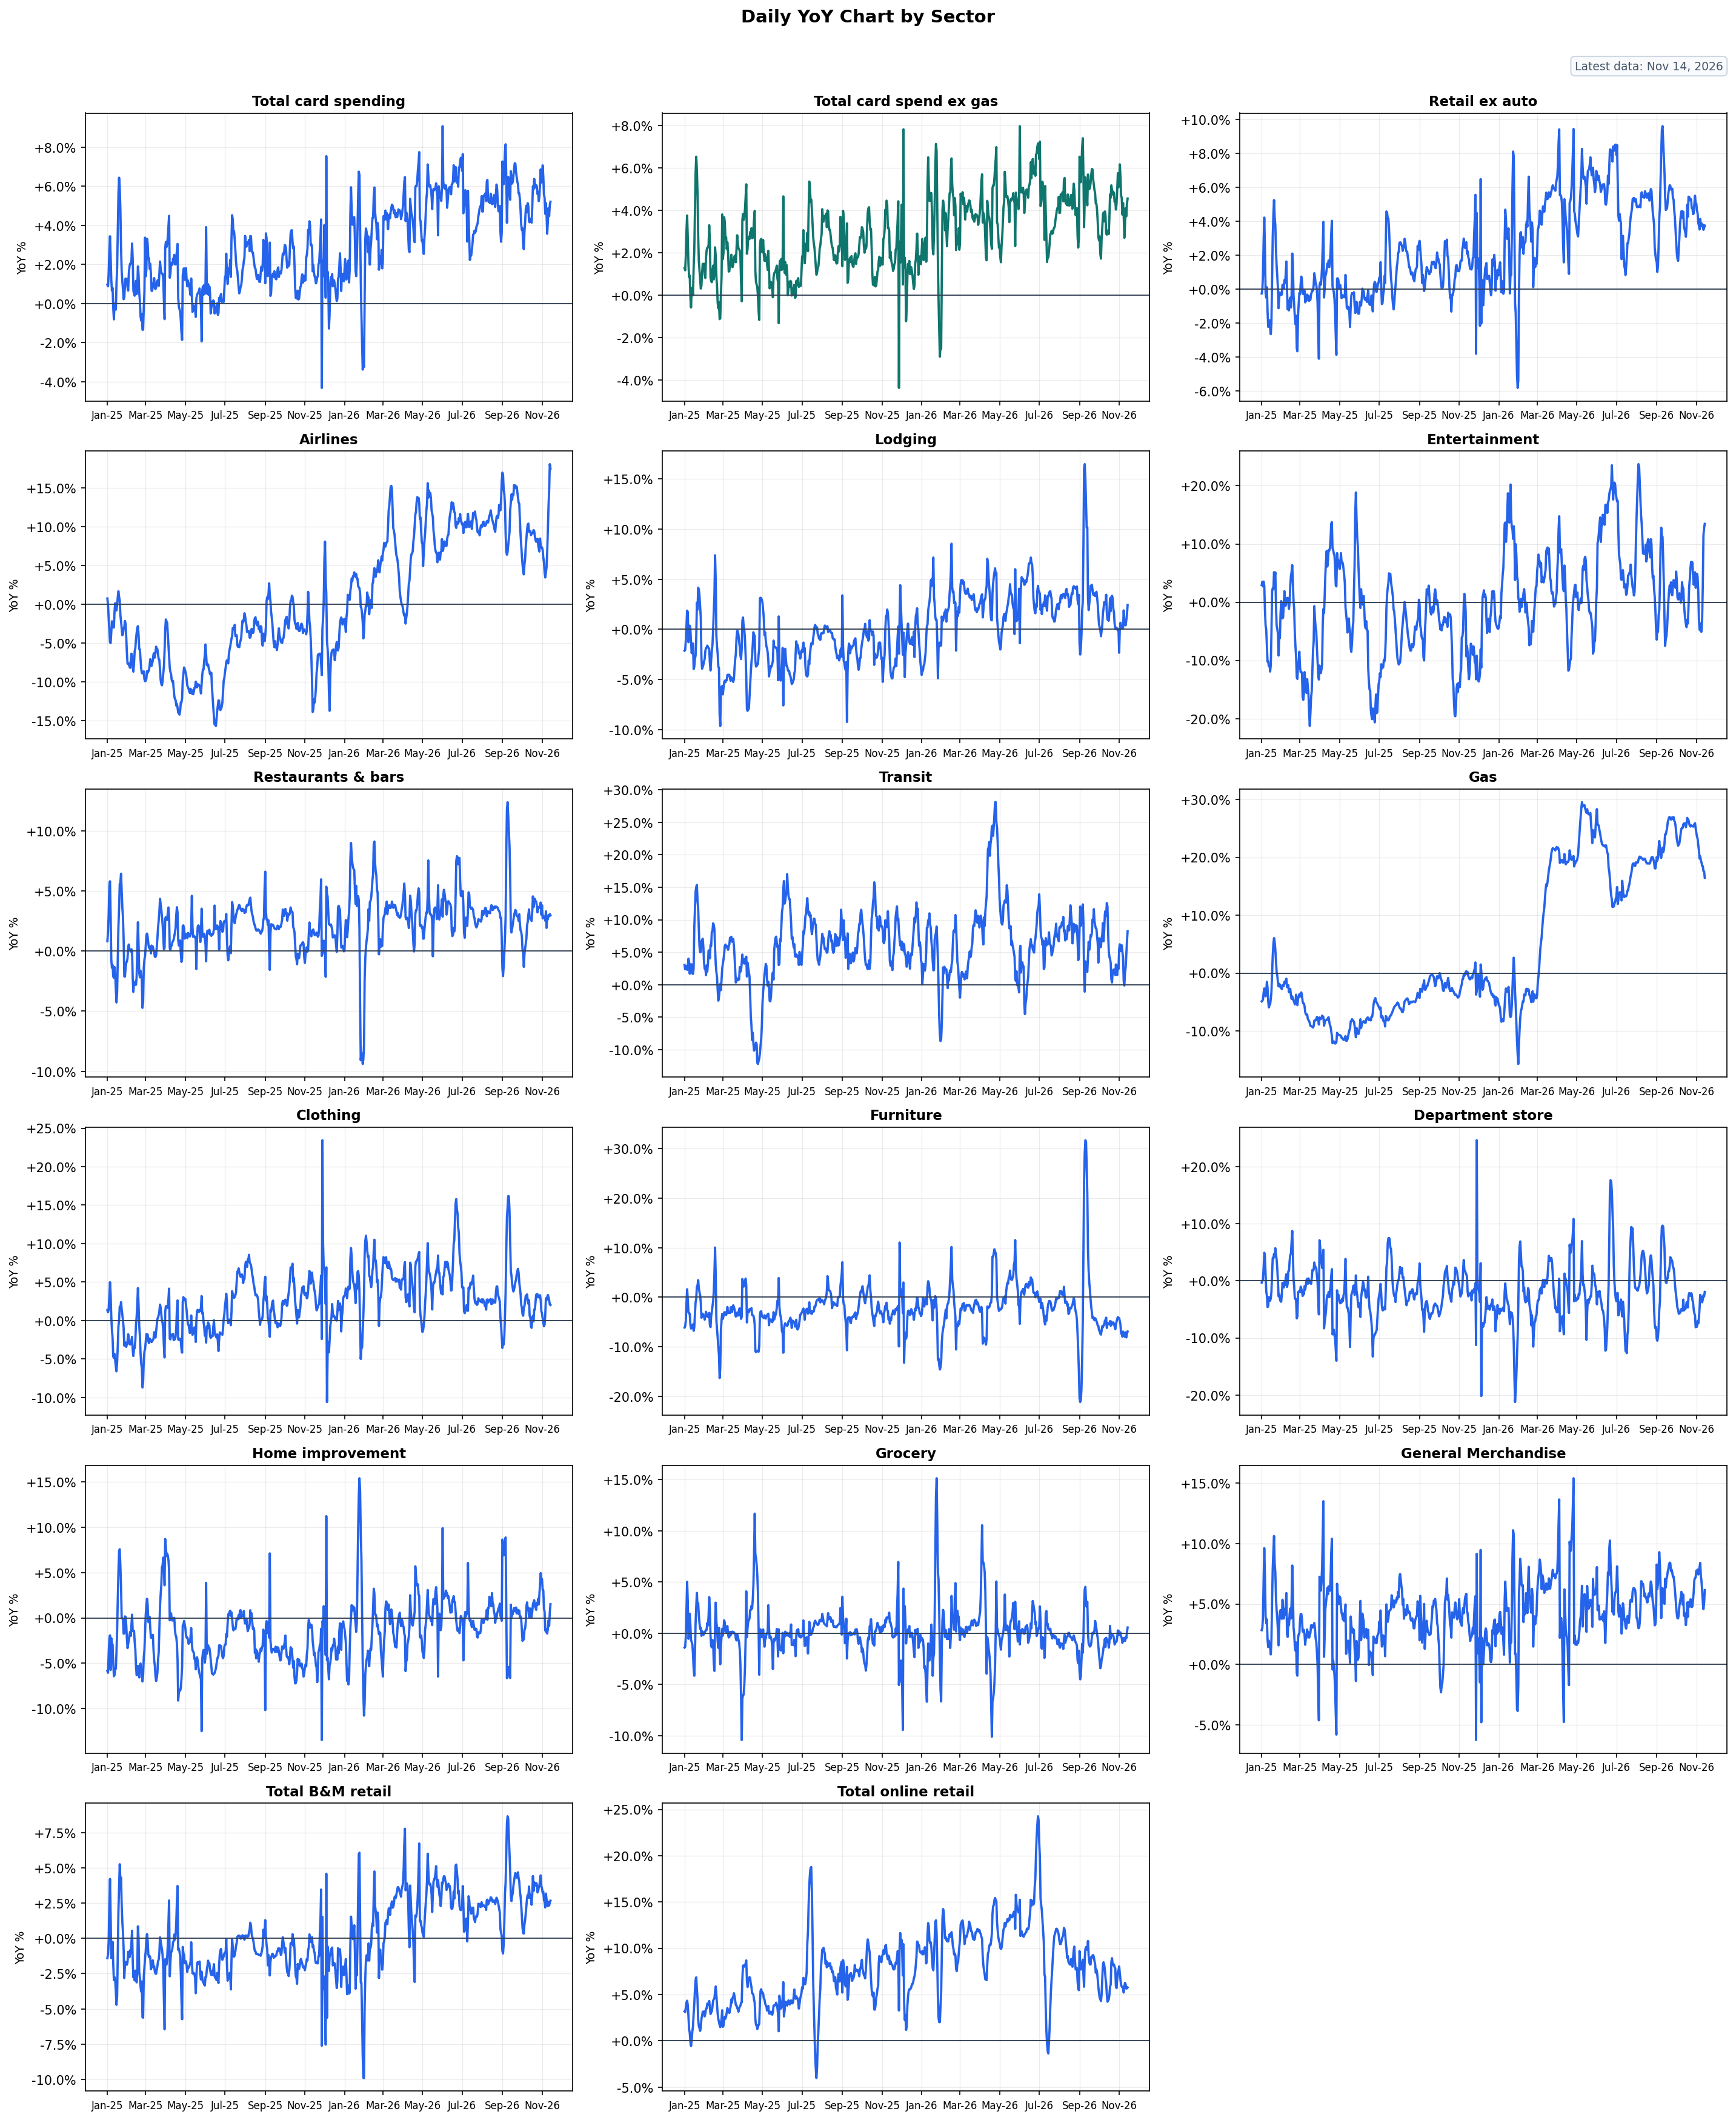 Daily YoY Chart by Sector
Latest data: Nov 14, 2026
Total card spending
YoY %
+8.0%
+6.0%
+4.0%
+2.0%
+0.0%
-2.0%
-4.0%
Jan-25 Mar-25 May-25 Jul-25 Sep-25 Nov-25 Jan-26 Mar-26 May-26 Jul-26 Sep-26 Nov-26
Total card spend ex gas
YoY %
+8.0%
+6.0%
+4.0%
+2.0%
+0.0%
-2.0%
-4.0%
Jan-25 Mar-25 May-25 Jul-25 Sep-25 Nov-25 Jan-26 Mar-26 May-26 Jul-26 Sep-26 Nov-26
Retail ex auto
YoY %
+10.0%
+8.0%
+6.0%
+4.0%
+2.0%
+0.0%
-2.0%
-4.0%
-6.0%
Jan-25 Mar-25 May-25 Jul-25 Sep-25 Nov-25 Jan-26 Mar-26 May-26 Jul-26 Sep-26 Nov-26
Airlines
YoY %
+15.0%
+10.0%
+5.0%
+0.0%
-5.0%
-10.0%
-15.0%
Jan-25 Mar-25 May-25 Jul-25 Sep-25 Nov-25 Jan-26 Mar-26 May-26 Jul-26 Sep-26 Nov-26
Lodging
YoY %
+15.0%
+10.0%
+5.0%
+0.0%
-5.0%
-10.0%
Jan-25 Mar-25 May-25 Jul-25 Sep-25 Nov-25 Jan-26 Mar-26 May-26 Jul-26 Sep-26 Nov-26
Entertainment
YoY %
+20.0%
+10.0%
+0.0%
-10.0%
-20.0%
Jan-25 Mar-25 May-25 Jul-25 Sep-25 Nov-25 Jan-26 Mar-26 May-26 Jul-26 Sep-26 Nov-26
Restaurants & bars
YoY %
+10.0%
+5.0%
+0.0%
-5.0%
-10.0%
Jan-25 Mar-25 May-25 Jul-25 Sep-25 Nov-25 Jan-26 Mar-26 May-26 Jul-26 Sep-26 Nov-26
Transit
YoY %
+30.0%
+25.0%
+20.0%
+15.0%
+10.0%
+5.0%
+0.0%
-5.0%
-10.0%
Jan-25 Mar-25 May-25 Jul-25 Sep-25 Nov-25 Jan-26 Mar-26 May-26 Jul-26 Sep-26 Nov-26
Gas
YoY %
+30.0%
+20.0%
+10.0%
+0.0%
-10.0%
Jan-25 Mar-25 May-25 Jul-25 Sep-25 Nov-25 Jan-26 Mar-26 May-26 Jul-26 Sep-26 Nov-26
Clothing
YoY %
+25.0%
+20.0%
+15.0%
+10.0%
+5.0%
+0.0%
-5.0%
-10.0%
Jan-25 Mar-25 May-25 Jul-25 Sep-25 Nov-25 Jan-26 Mar-26 May-26 Jul-26 Sep-26 Nov-26
Furniture
YoY %
+30.0%
+20.0%
+10.0%
+0.0%
-10.0%
-20.0%
Jan-25 Mar-25 May-25 Jul-25 Sep-25 Nov-25 Jan-26 Mar-26 May-26 Jul-26 Sep-26 Nov-26
Department store
YoY %
+20.0%
+10.0%
+0.0%
-10.0%
-20.0%
Jan-25 Mar-25 May-25 Jul-25 Sep-25 Nov-25 Jan-26 Mar-26 May-26 Jul-26 Sep-26 Nov-26
Home improvement
YoY %
+15.0%
+10.0%
+5.0%
+0.0%
-5.0%
-10.0%
Jan-25 Mar-25 May-25 Jul-25 Sep-25 Nov-25 Jan-26 Mar-26 May-26 Jul-26 Sep-26 Nov-26
Grocery
YoY %
+15.0%
+10.0%
+5.0%
+0.0%
-5.0%
-10.0%
Jan-25 Mar-25 May-25 Jul-25 Sep-25 Nov-25 Jan-26 Mar-26 May-26 Jul-26 Sep-26 Nov-26
General Merchandise
YoY %
+15.0%
+10.0%
+5.0%
+0.0%
-5.0%
Jan-25 Mar-25 May-25 Jul-25 Sep-25 Nov-25 Jan-26 Mar-26 May-26 Jul-26 Sep-26 Nov-26
Total B&M retail
YoY %
+7.5%
+5.0%
+2.5%
+0.0%
-2.5%
-5.0%
-7.5%
-10.0%
Jan-25 Mar-25 May-25 Jul-25 Sep-25 Nov-25 Jan-26 Mar-26 May-26 Jul-26 Sep-26 Nov-26
Total online retail
YoY %
+25.0%
+20.0%
+15.0%
+10.0%
+5.0%
+0.0%
-5.0%
Jan-25 Mar-25 May-25 Jul-25 Sep-25 Nov-25 Jan-26 Mar-26 May-26 Jul-26 Sep-26 Nov-26